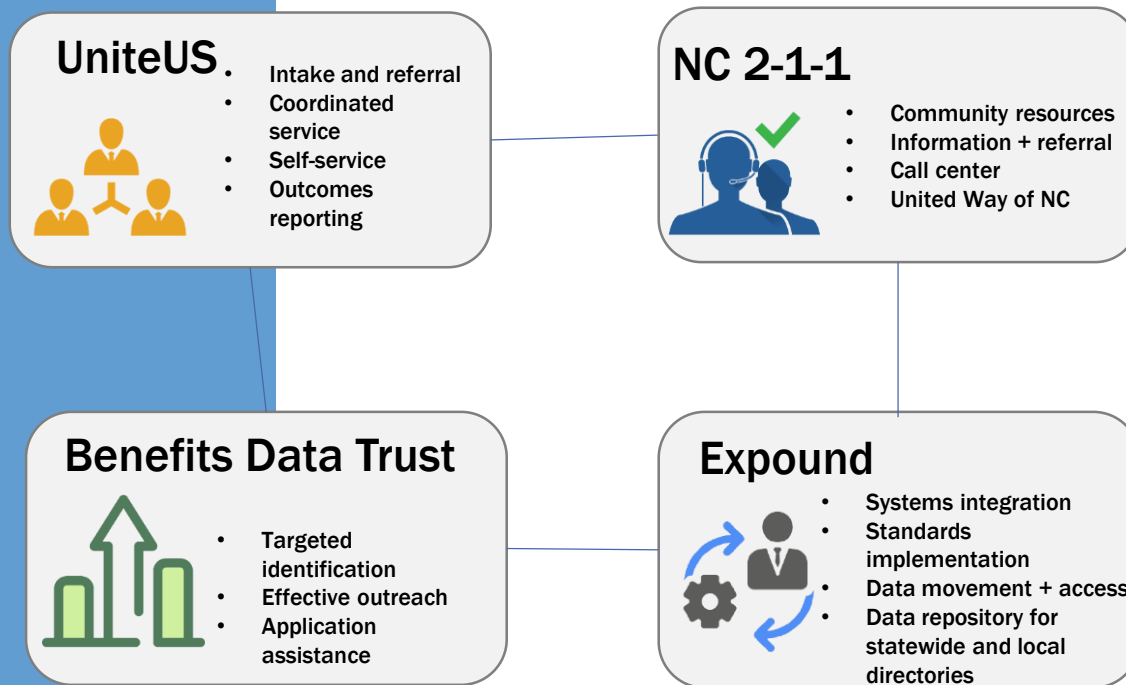 UniteUS
• Intake and referral
• Coordinated
service
• Self-service
• Outcomes
reporting
NC 2-1-1
• Community resources
• Information + referral
• Call center
• United Way of NC
Benefits Data Trust
• Targeted
identification
• Effective outreach
• Application
assistance
Expound
• Systems integration
• Standards
implementation
• Data movement + access
• Data repository for
statewide and local
directories